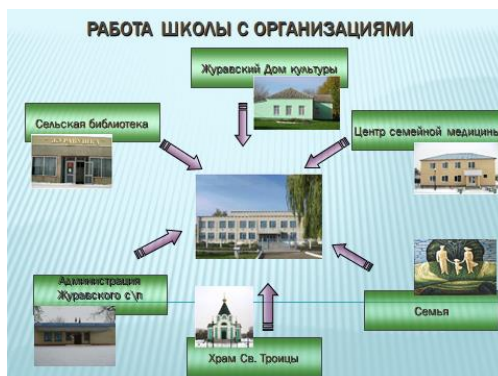 РАБОТА ШКОЛЫ С ОРГАНИЗАЦИЯМИ
Журавский Дом культуры
Сельская библиотека
Центр семейной медицины
Администрация
Журавского с\п
Семья
Храм Св. Троицы